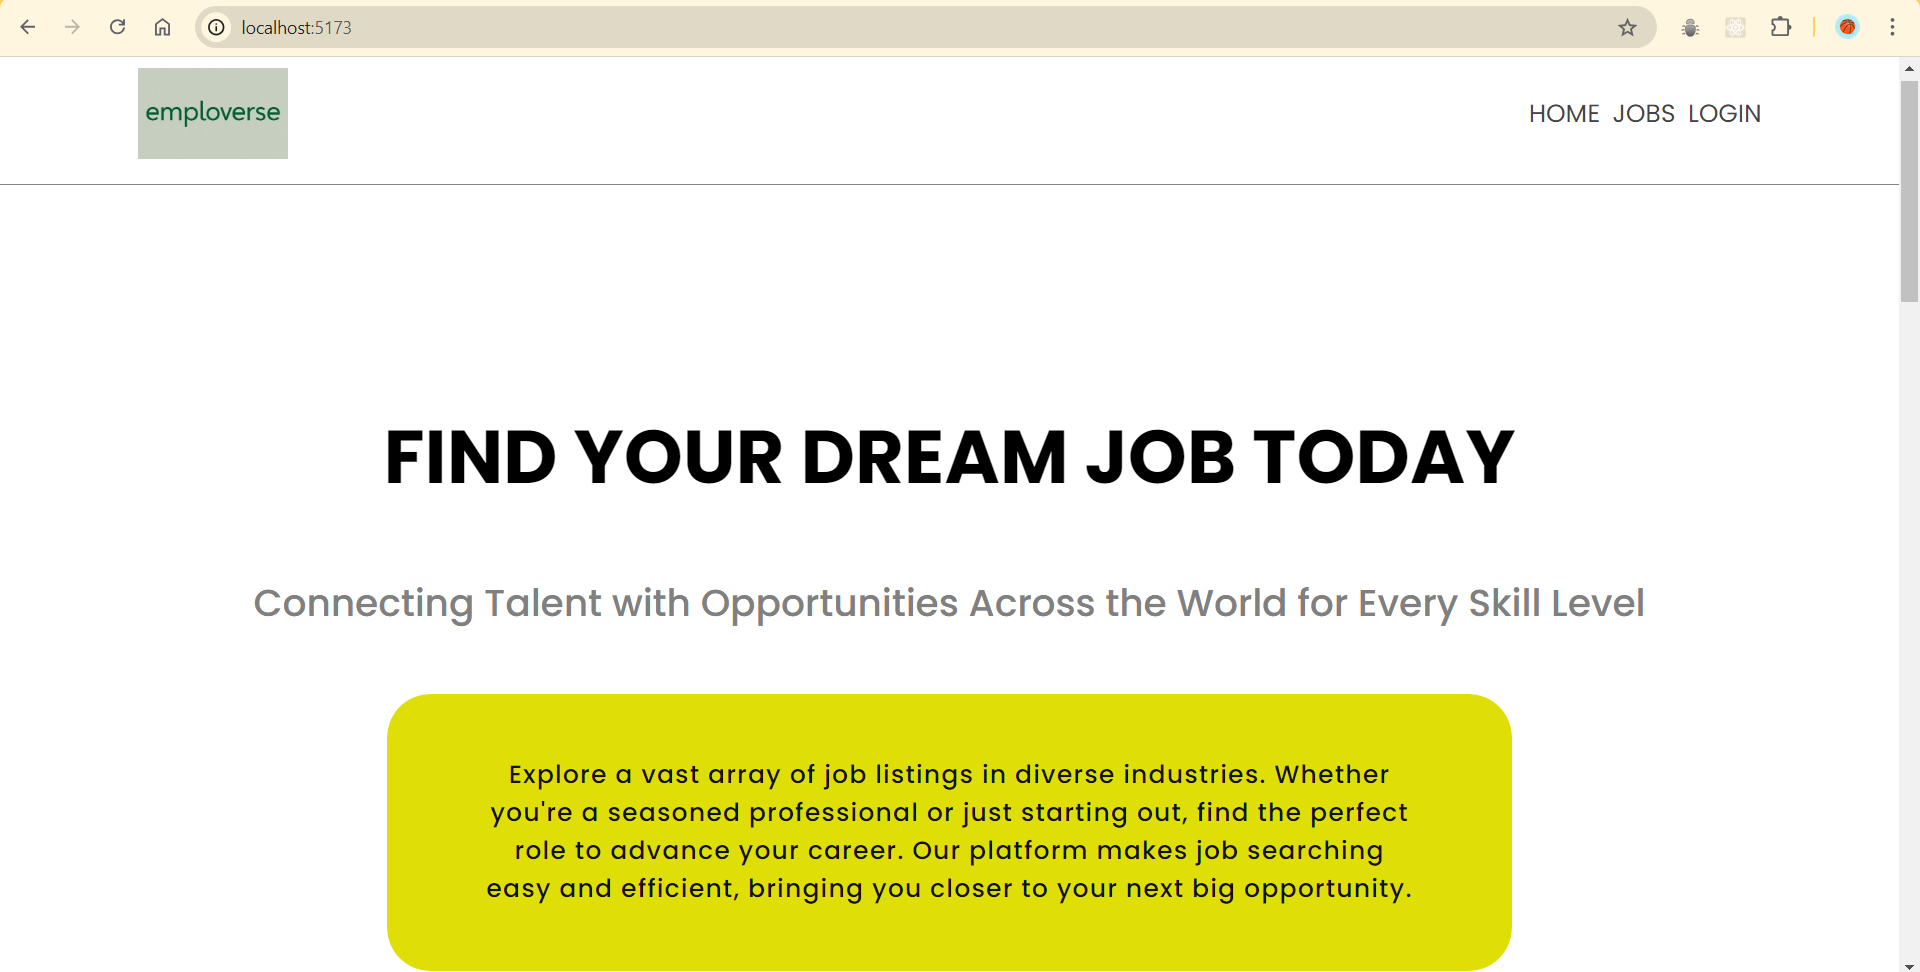 localhost:5173
emploverse
HOME JOBS LOGIN
FIND YOUR DREAM JOB TODAY
Connecting Talent with Opportunities Across the World for Every Skill Level
Explore a vast array of job listings in diverse industries. Whether
you're a seasoned professional or just starting out, find the perfect
role to advance your career. Our platform makes job searching
easy and efficient, bringing you closer to your next big opportunity.